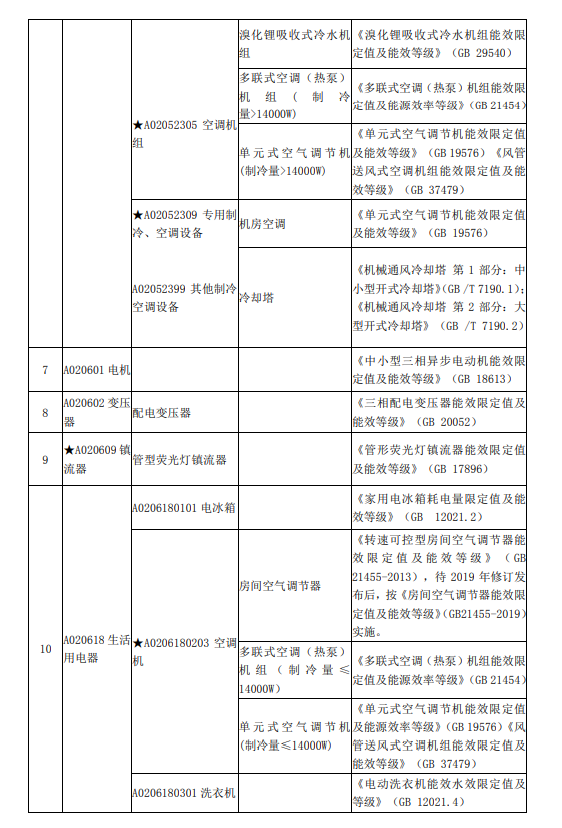 溴化锂吸收式冷水机
组
《溴化锂吸收式冷水机组能效限
定值及能效等级》（GB 29540）
★A02052305 空调机
组
多联式空调（热泵）
机组(制冷
量>14000W)
《多联式空调（热泵）机组能效限
定值及能源效率等级》(GB 21454)
单元式空气调节机
(制冷量>14000W)
《单元式空气调节机能效限定值
及能效等级》（GB 19576）《风管
送风式空调机组能效限定值及能
效等级》（GB 37479）
★A02052309 专用制
冷、空调设备
机房空调
《单元式空气调节机能效限定值
及能效等级》（GB 19576）
A02052399 其他制冷
空调设备
冷却塔
《机械通风冷却塔 第 1 部分：中
小型开式冷却塔》（GB /T 7190.1）；
《机械通风冷却塔 第 2 部分：大
型开式冷却塔》（GB /T 7190.2）
7
A020601 电机
《中小型三相异步电动机能效限
定值及能效等级》（GB 18613）
8
A020602 变压
器
配电变压器
《三相配电变压器能效限定值及
能效等级》（GB 20052）
9
★A020609 镇
流器
管型荧光灯镇流器
《管形荧光灯镇流器能效限定值
及能效等级》（GB 17896）
10
A020618 生活
用电器
A0206180101 电冰箱
《家用电冰箱耗电量限定值及能
效等级》（GB 12021.2）
★A0206180203 空调
机
房间空气调节器
《转速可控型房间空气调节器能
效限定值及能效等级》（GB
21455-2013），待 2019 年修订发
布后，按《房间空气调节器能效限
定值及能效等级》（GB21455-2019）
实施。
多联式空调（热泵）
机组（制冷量≤
14000W）
《多联式空调（热泵）机组能效限
定值及能源效率等级》(GB 21454)
单元式空气调节机
(制冷量≤14000W)
《单元式空气调节机能效限定值
及能源效率等级》(GB 19576)《风
管送风式空调机组能效限定值及
能效等级》（GB 37479）
A0206180301 洗衣机
《电动洗衣机能效水效限定值及
等级》（GB 12021.4）